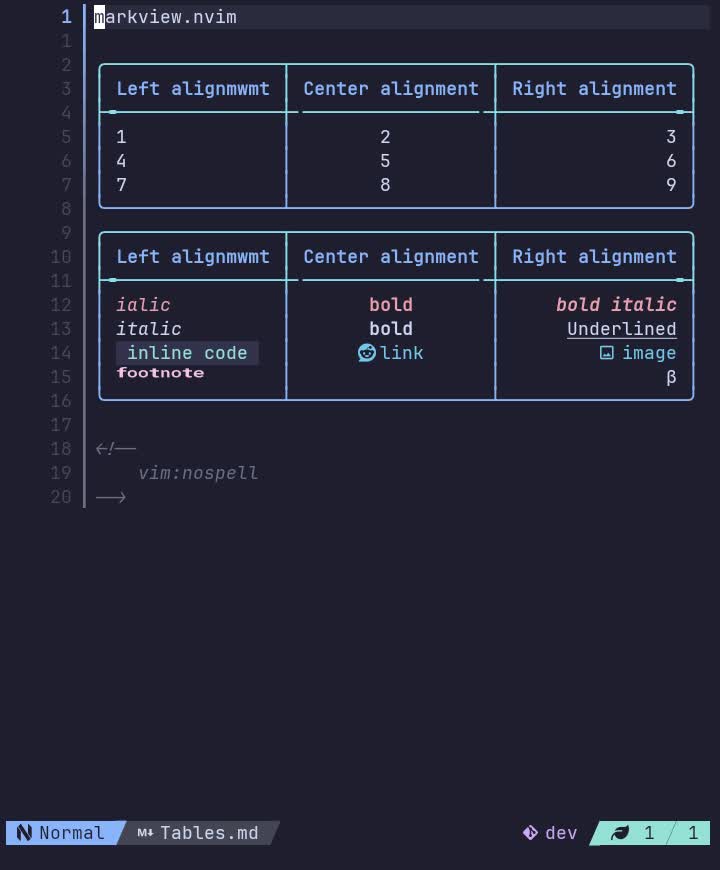 1 markview.nvim
1
2
3 Left alignmwmt Center alignment Right alignment
4
5 1 2 3
6 4 5 6
7 7 8 9
8
9
10 Left alignmwmt Center alignment Right alignment
11
12 ialic bold bold italic
13 italic bold Underlined
14 inline code link image
15 footnote β
16
17
18 <!--
19 vim:nospell
20 -->
Normal M↓ Tables.md dev 1 1